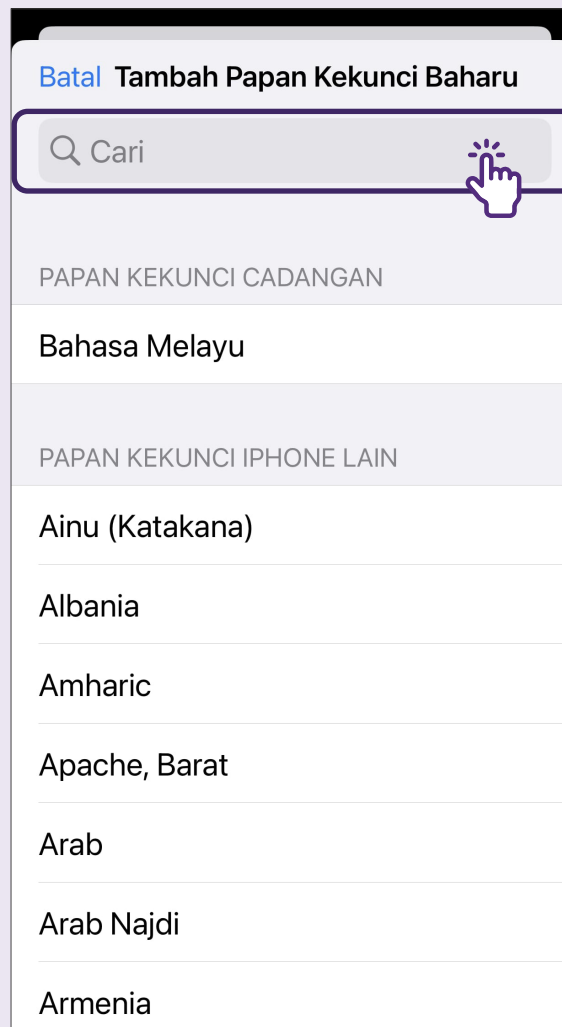 Batal Tambah Papan Kekunci Baharu
Cari
PAPAN KEKUNCI CADANGAN
Bahasa Melayu
PAPAN KEKUNCI IPHONE LAIN
Ainu (Katakana)
Albania
Amharic
Apache, Barat
Arab
Arab Najdi
Armenia